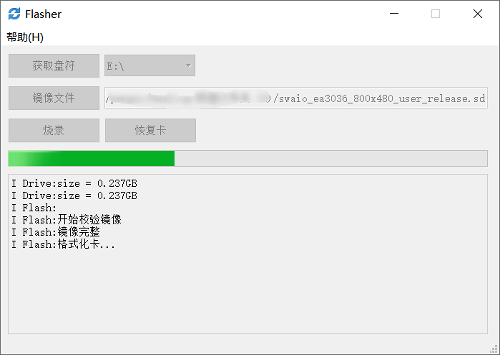 Flasher
帮助(H)
获取盘符 E:\
镜像文件 )/svaio_ea3036_800x480_user_release.sd
烧录 恢复卡
I Drive:size = 0.237GB
I Drive:size = 0.237GB
I Flash:
I Flash:开始校验镜像
I Flash:镜像完整
I Flash:格式化卡...